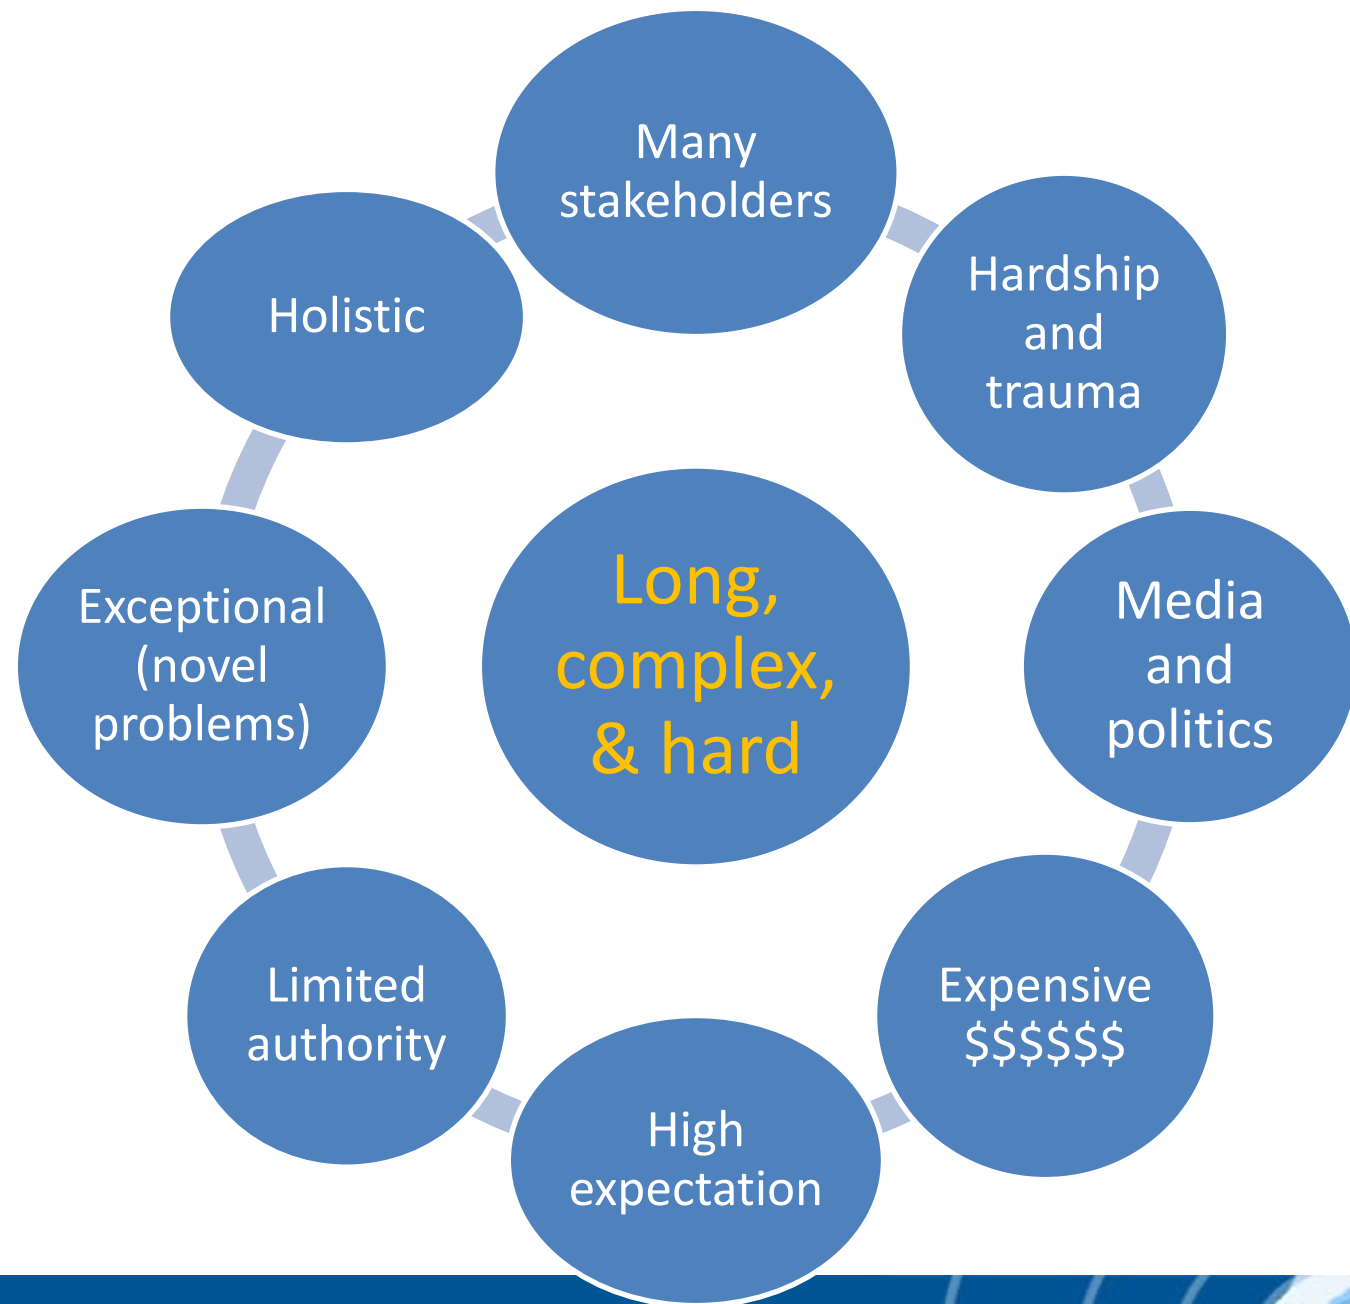 Many
stakeholders
Hardship
and
trauma
Media
and
politics
Expensive
$$$$$$
High
expectation
Limited
authority
Exceptional
(novel
problems)
Holistic
Long,
complex,
& hard